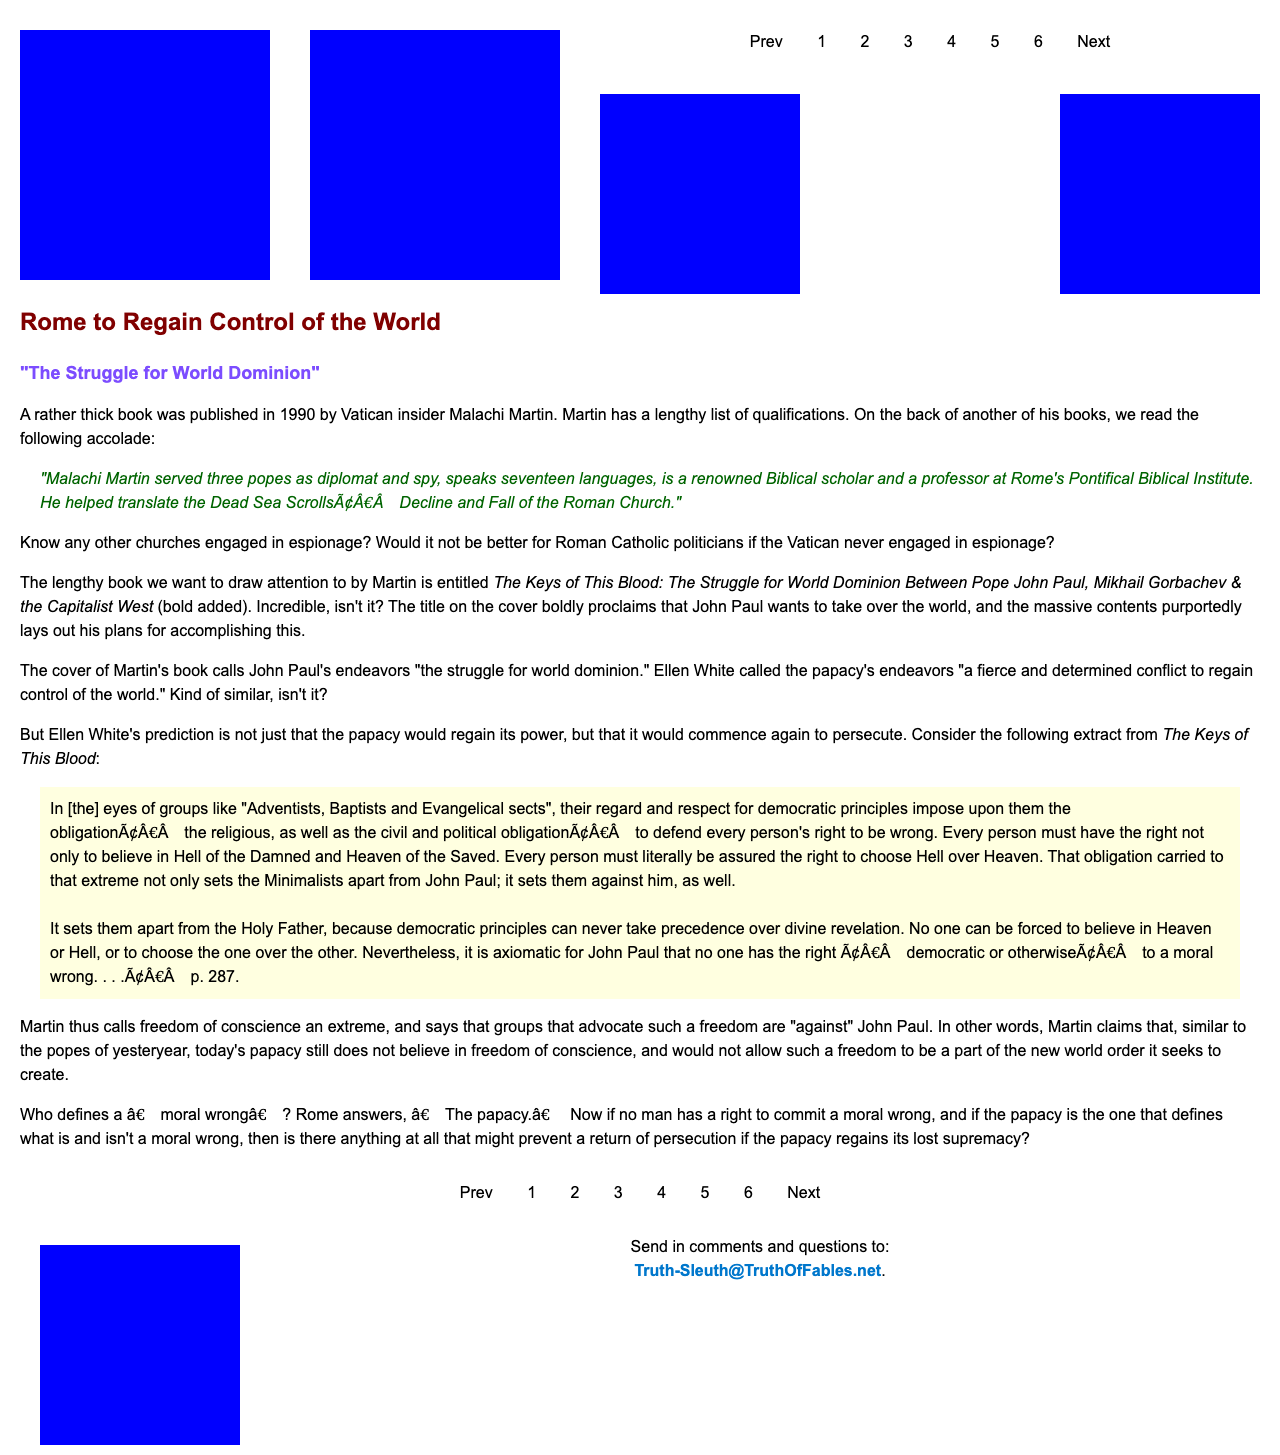 Prev 1 2 3 4 5 6 Next
Rome to Regain Control of the World
"The Struggle for World Dominion"
A rather thick book was published in 1990 by Vatican insider Malachi Martin. Martin has a lengthy list of qualifications. On the back of another of his books, we read the
following accolade:
"Malachi Martin served three popes as diplomat and spy, speaks seventeen languages, is a renowned Biblical scholar and a professor at Rome's Pontifical Biblical Institute.
He helped translate the Dead Sea ScrollsÃ¢Â€Â Decline and Fall of the Roman Church."
Know any other churches engaged in espionage? Would it not be better for Roman Catholic politicians if the Vatican never engaged in espionage?
The lengthy book we want to draw attention to by Martin is entitled The Keys of This Blood: The Struggle for World Dominion Between Pope John Paul, Mikhail Gorbachev &
the Capitalist West (bold added). Incredible, isn't it? The title on the cover boldly proclaims that John Paul wants to take over the world, and the massive contents purportedly
lays out his plans for accomplishing this.
The cover of Martin's book calls John Paul's endeavors "the struggle for world dominion." Ellen White called the papacy's endeavors "a fierce and determined conflict to regain
control of the world." Kind of similar, isn't it?
But Ellen White's prediction is not just that the papacy would regain its power, but that it would commence again to persecute. Consider the following extract from The Keys of
This Blood:
In [the] eyes of groups like "Adventists, Baptists and Evangelical sects", their regard and respect for democratic principles impose upon them the
obligationÃ¢Â€Â the religious, as well as the civil and political obligationÃ¢Â€Â to defend every person's right to be wrong. Every person must have the right not
only to believe in Hell of the Damned and Heaven of the Saved. Every person must literally be assured the right to choose Hell over Heaven. That obligation carried to
that extreme not only sets the Minimalists apart from John Paul; it sets them against him, as well.
It sets them apart from the Holy Father, because democratic principles can never take precedence over divine revelation. No one can be forced to believe in Heaven
or Hell, or to choose the one over the other. Nevertheless, it is axiomatic for John Paul that no one has the right Ã¢Â€Â democratic or otherwiseÃ¢Â€Â to a moral
wrong. . . .Ã¢Â€Â p. 287.
Martin thus calls freedom of conscience an extreme, and says that groups that advocate such a freedom are "against" John Paul. In other words, Martin claims that, similar to
the popes of yesteryear, today's papacy still does not believe in freedom of conscience, and would not allow such a freedom to be a part of the new world order it seeks to
create.
Who defines a â€ moral wrongâ€ ? Rome answers, â€ The papacy.â€ Now if no man has a right to commit a moral wrong, and if the papacy is the one that defines
what is and isn't a moral wrong, then is there anything at all that might prevent a return of persecution if the papacy regains its lost supremacy?
Prev 1 2 3 4 5 6 Next
Send in comments and questions to:
Truth-Sleuth@TruthOfFables.net.